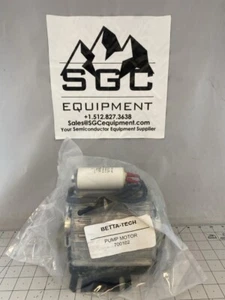 SGC
EQUIPMENT
+1.512.827.3638
Sales@SGCequipment.com
Your Semiconductor Equipment Supplier
BETTA-TECH
PUMP MOTOR